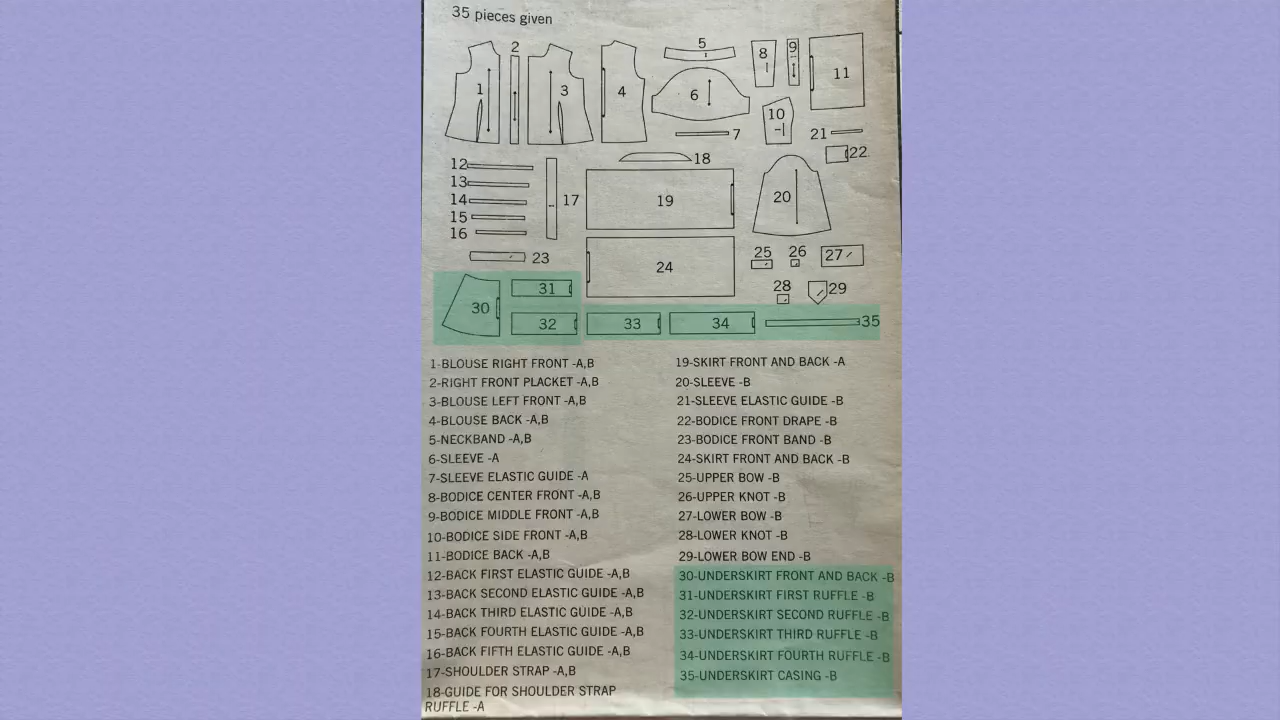 35 pieces given
1
2
3
4
5
6
7
8
9
10
11
21
22
12
13
14
15
16
17
18
19
20
23
24
25
26
27
28
29
30
31
32
33
34
35
1-BLOUSE RIGHT FRONT -A,B
2-RIGHT FRONT PLACKET -A,B
3-BLOUSE LEFT FRONT -A,B
4-BLOUSE BACK -A,B
5-NECKBAND -A,B
6-SLEEVE -A
7-SLEEVE ELASTIC GUIDE -A
8-BODICE CENTER FRONT -A,B
9-BODICE MIDDLE FRONT -A,B
10-BODICE SIDE FRONT -A,B
11-BODICE BACK -A,B
12-BACK FIRST ELASTIC GUIDE -A,B
13-BACK SECOND ELASTIC GUIDE -A,B
14-BACK THIRD ELASTIC GUIDE -A,B
15-BACK FOURTH ELASTIC GUIDE -A,B
16-BACK FIFTH ELASTIC GUIDE -A,B
17-SHOULDER STRAP -A,B
18-GUIDE FOR SHOULDER STRAP
RUFFLE -A
19-SKIRT FRONT AND BACK -A
20-SLEEVE -B
21-SLEEVE ELASTIC GUIDE -B
22-BODICE FRONT DRAPE -B
23-BODICE FRONT BAND -B
24-SKIRT FRONT AND BACK -B
25-UPPER BOW -B
26-UPPER KNOT -B
27-LOWER BOW -B
28-LOWER KNOT -B
29-LOWER BOW END -B
30-UNDERSKIRT FRONT AND BACK -B
31-UNDERSKIRT FIRST RUFFLE -B
32-UNDERSKIRT SECOND RUFFLE -B
33-UNDERSKIRT THIRD RUFFLE -B
34-UNDERSKIRT FOURTH RUFFLE -B
35-UNDERSKIRT CASING -B